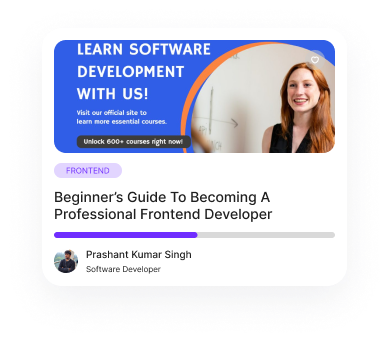 LEARN SOFTWARE
DEVELOPMENT
WITH US!
Visit our official site to
learn more essential courses.
Unlock 600+ courses right now!
FRONTEND
Beginner’s Guide To Becoming A
Professional Frontend Developer
Prashant Kumar Singh
Software Developer